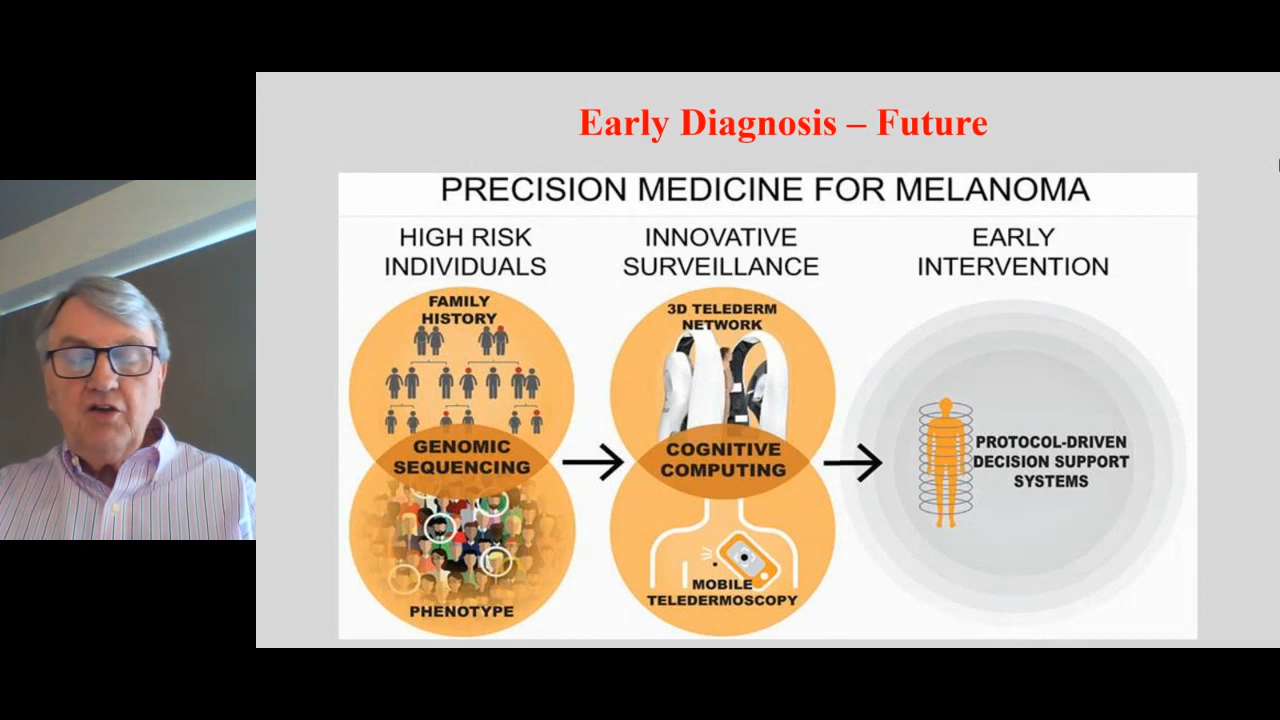 Early Diagnosis – Future
PRECISION MEDICINE FOR MELANOMA
HIGH RISK
INDIVIDUALS
FAMILY
HISTORY
GENOMIC
SEQUENCING
PHENOTYPE
INNOVATIVE
SURVEILLANCE
3D TELEDERM
NETWORK
COGNITIVE
COMPUTING
MOBILE
TELEDERMOSCOPY
EARLY
INTERVENTION
PROTOCOL-DRIVEN
DECISION SUPPORT
SYSTEMS